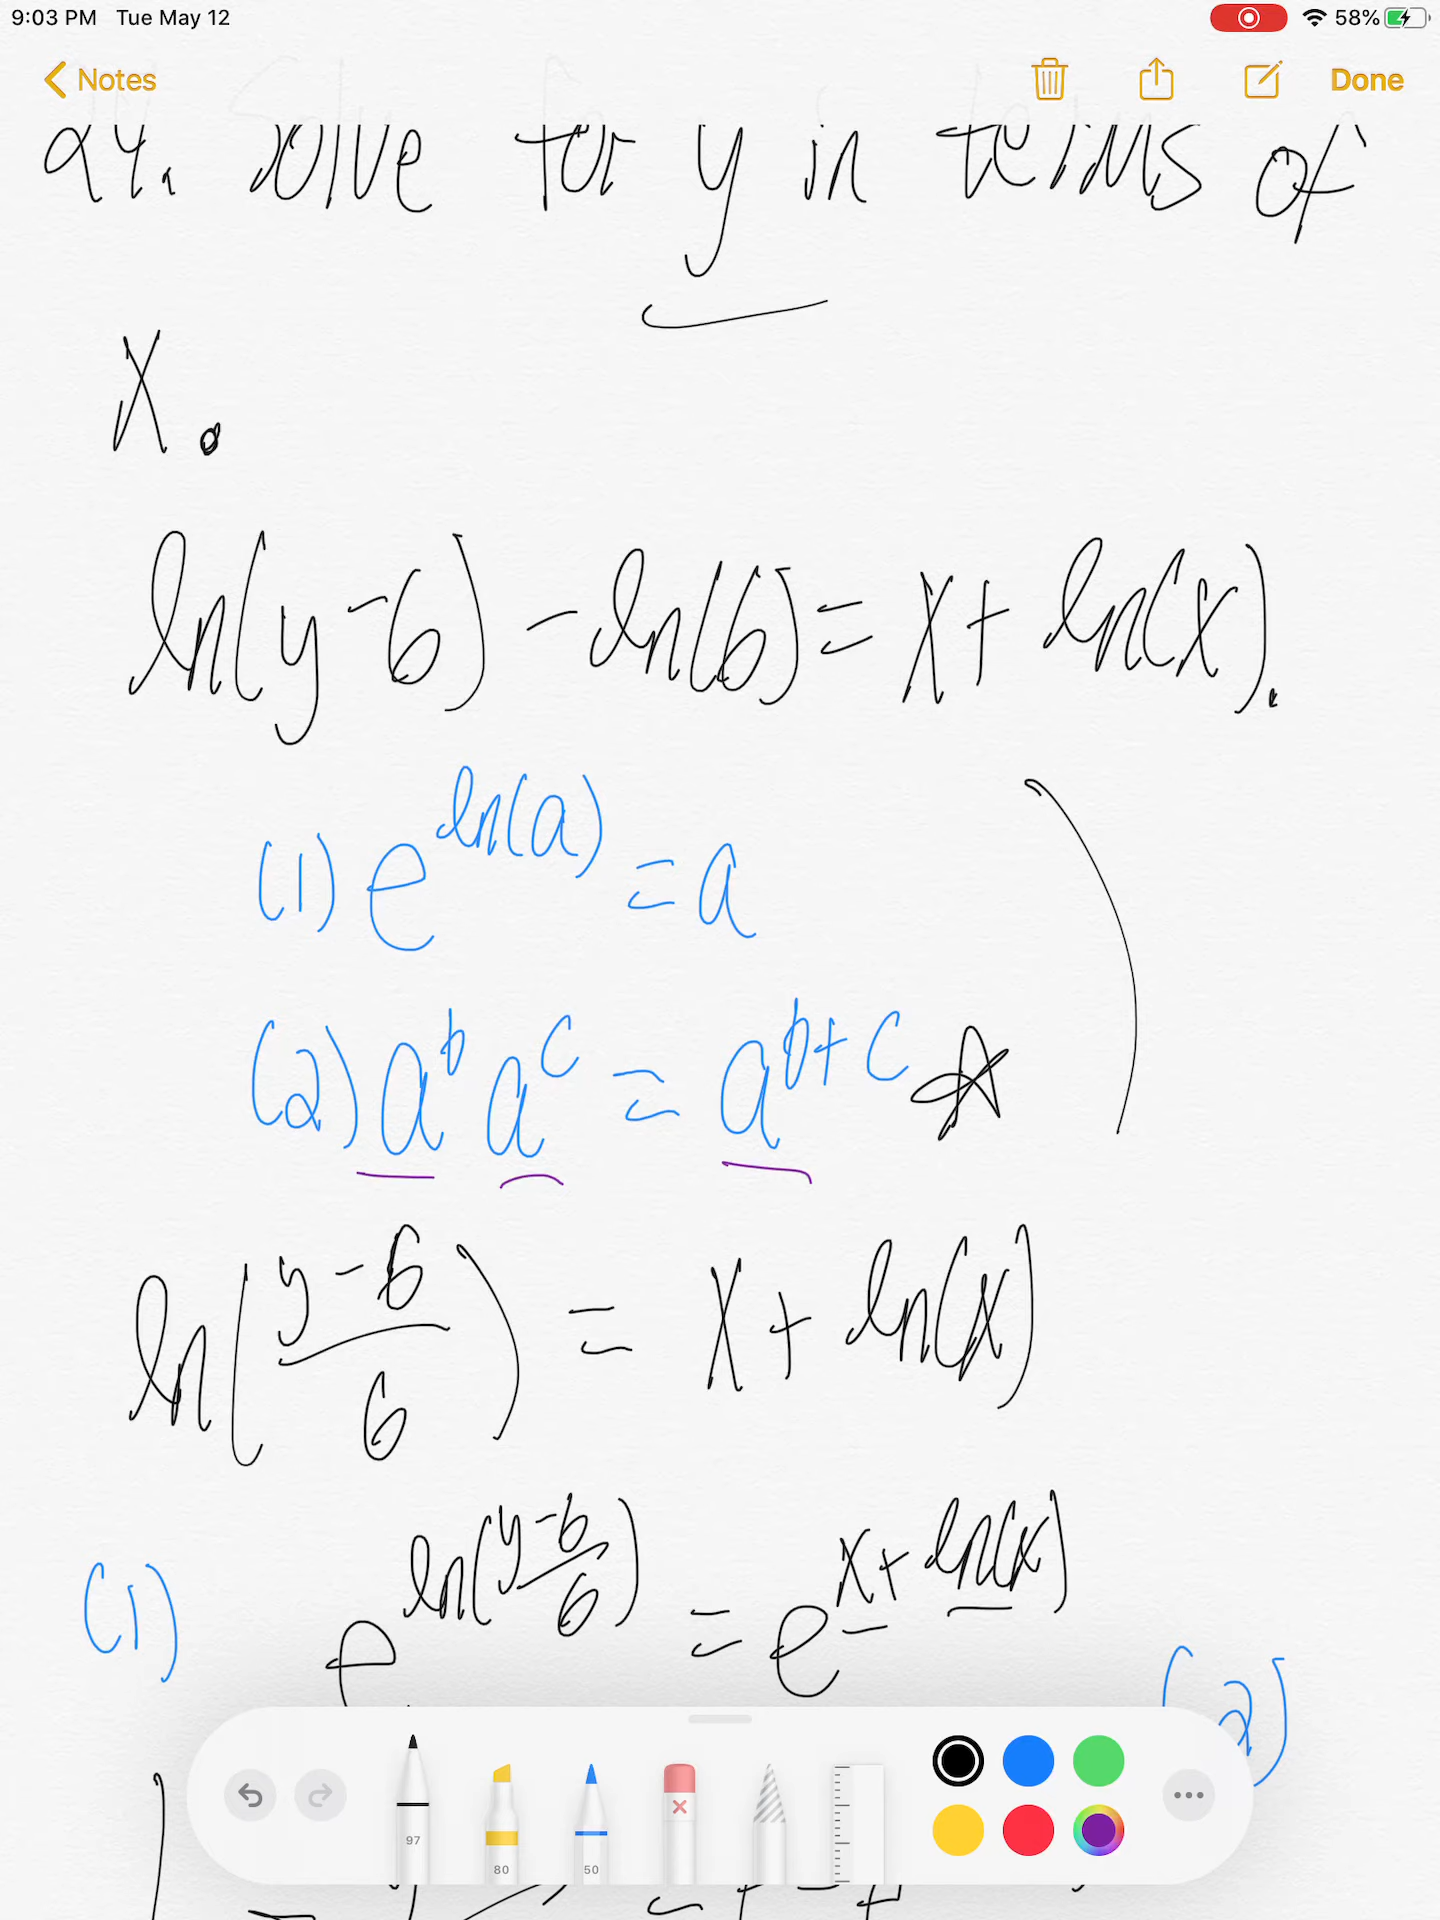 9:03 PM Tue May 12 58%
Notes Done
24. Solve for y in terms of
x.
ln(y-6) - ln(6) = x + ln(x).
(1) e^ln(a) = a
(2) a^b a^c = a^b+c ☆
ln((y-6)/6) = x + ln(x)
(1) e^ln((y-6)/6) = e^x+ln(x)
(2)
97 80 50